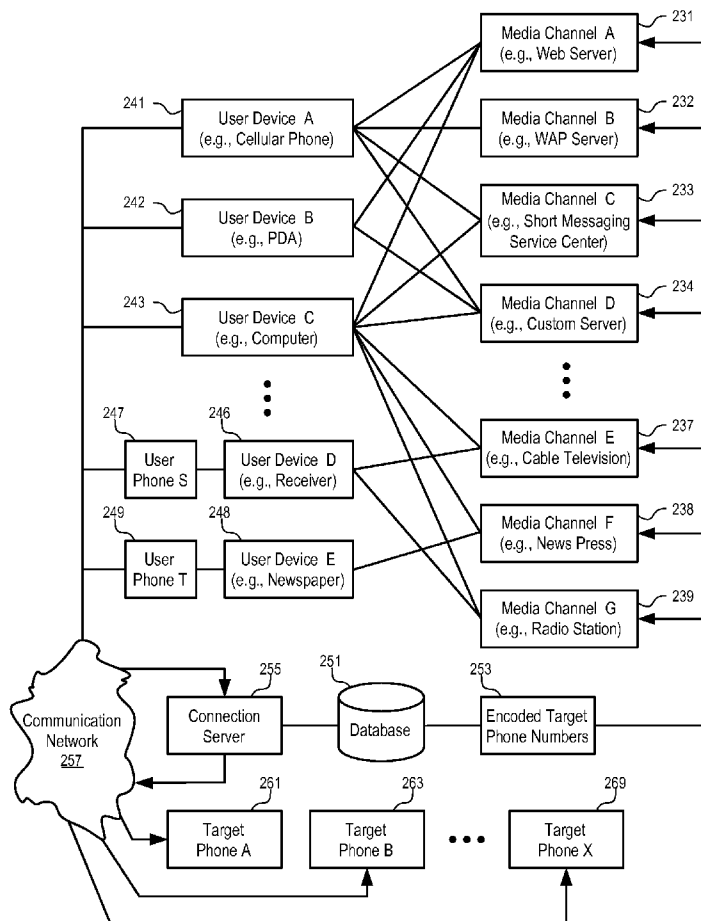 231
Media Channel A
(e.g., Web Server)
241
User Device A
(e.g., Cellular Phone)
232
Media Channel B
(e.g., WAP Server)
242
User Device B
(e.g., PDA)
233
Media Channel C
(e.g., Short Messaging
Service Center)
243
User Device C
(e.g., Computer)
234
Media Channel D
(e.g., Custom Server)
247
User
Phone S
246
User Device D
(e.g., Receiver)
237
Media Channel E
(e.g., Cable Television)
249
User
Phone T
248
User Device E
(e.g., Newspaper)
238
Media Channel F
(e.g., News Press)
239
Media Channel G
(e.g., Radio Station)
Communication
Network
257
255
Connection
Server
251
Database
253
Encoded Target
Phone Numbers
261
Target
Phone A
263
Target
Phone B
269
Target
Phone X